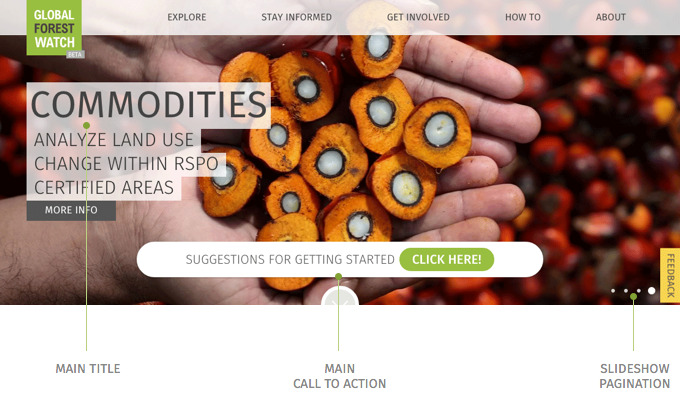 GLOBAL
FOREST
WATCH
BETA
EXPLORE STAY INFORMED GET INVOLVED HOW TO ABOUT
COMMODITIES
ANALYZE LAND USE
CHANGE WITHIN RSPO
CERTIFIED AREAS
MORE INFO
SUGGESTIONS FOR GETTING STARTED CLICK HERE!
FEEDBACK
MAIN TITLE
MAIN
CALL TO ACTION
SLIDESHOW
PAGINATION